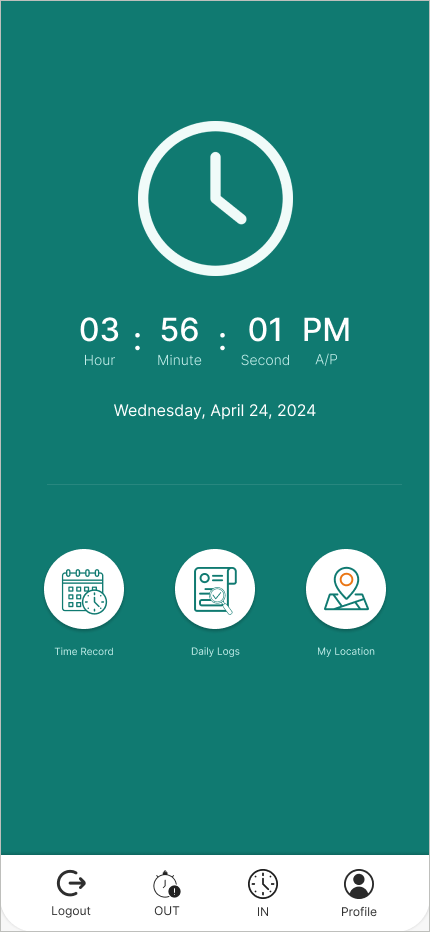 03 : 56 : 01 PM
Hour Minute Second A/P
Wednesday, April 24, 2024
Time Record Daily Logs My Location
Logout OUT IN Profile